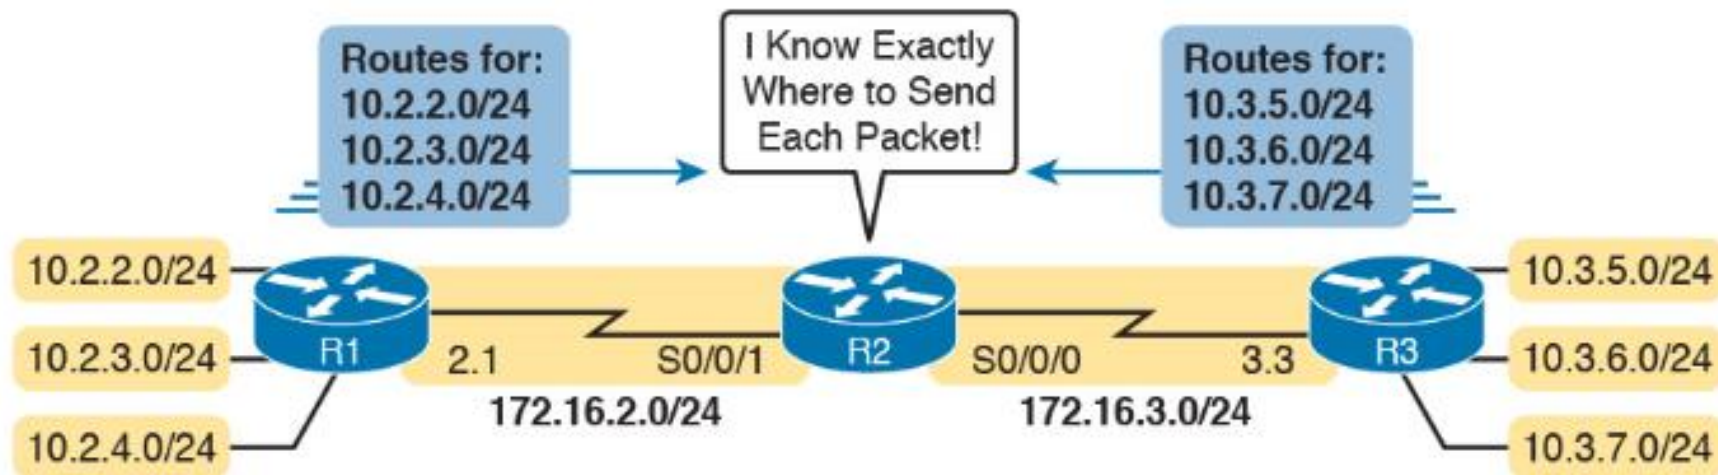 Routes for:
10.2.2.0/24
10.2.3.0/24
10.2.4.0/24
I Know Exactly
Where to Send
Each Packet!
Routes for:
10.3.5.0/24
10.3.6.0/24
10.3.7.0/24
10.2.2.0/24
10.2.3.0/24
10.2.4.0/24
R1
2.1
S0/0/1
R2
S0/0/0
3.3
R3
172.16.2.0/24
172.16.3.0/24
10.3.5.0/24
10.3.6.0/24
10.3.7.0/24